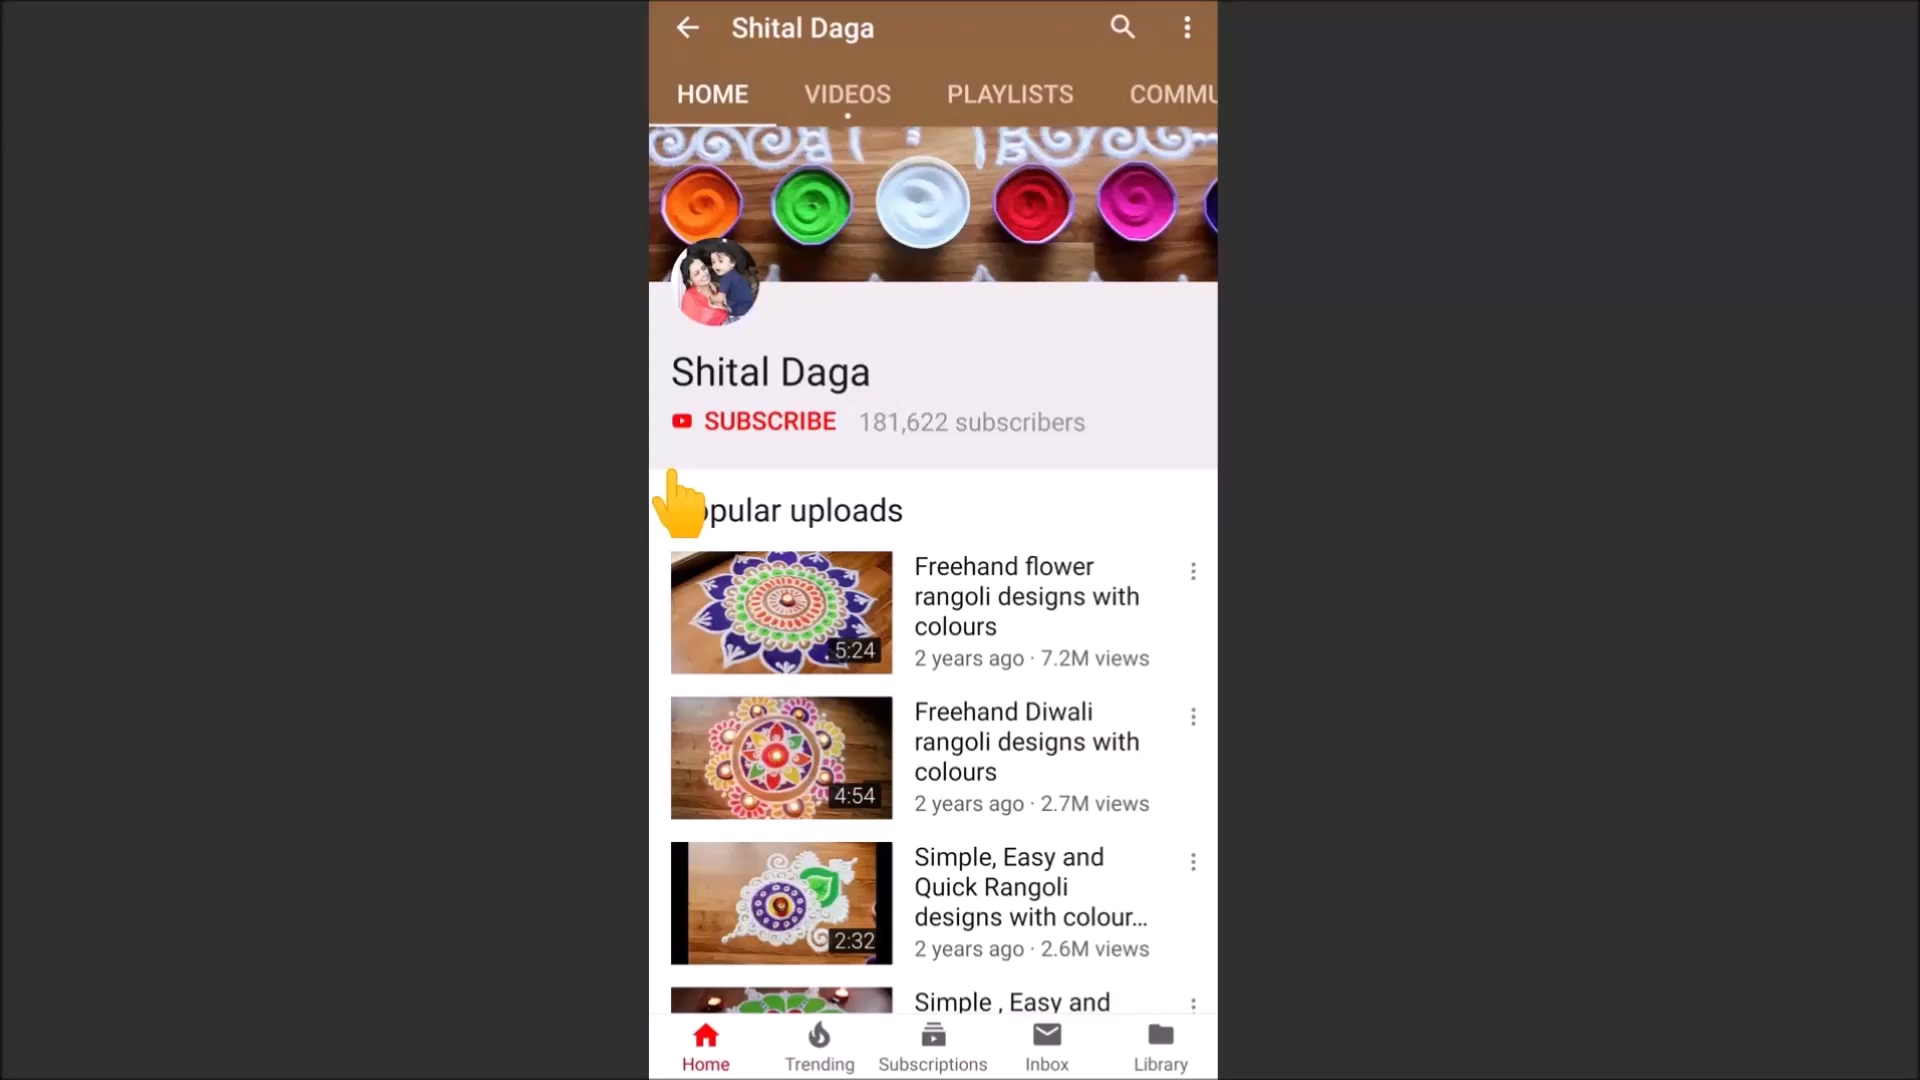 Shital Daga
HOME VIDEOS PLAYLISTS COMMU
Shital Daga
SUBSCRIBE 181,622 subscribers
opular uploads
Freehand flower
rangoli designs with
colours
2 years ago · 7.2M views
5:24
Freehand Diwali
rangoli designs with
colours
2 years ago · 2.7M views
4:54
Simple, Easy and
Quick Rangoli
designs with colour...
2 years ago · 2.6M views
2:32
Simple , Easy and
Home Trending Subscriptions Inbox Library